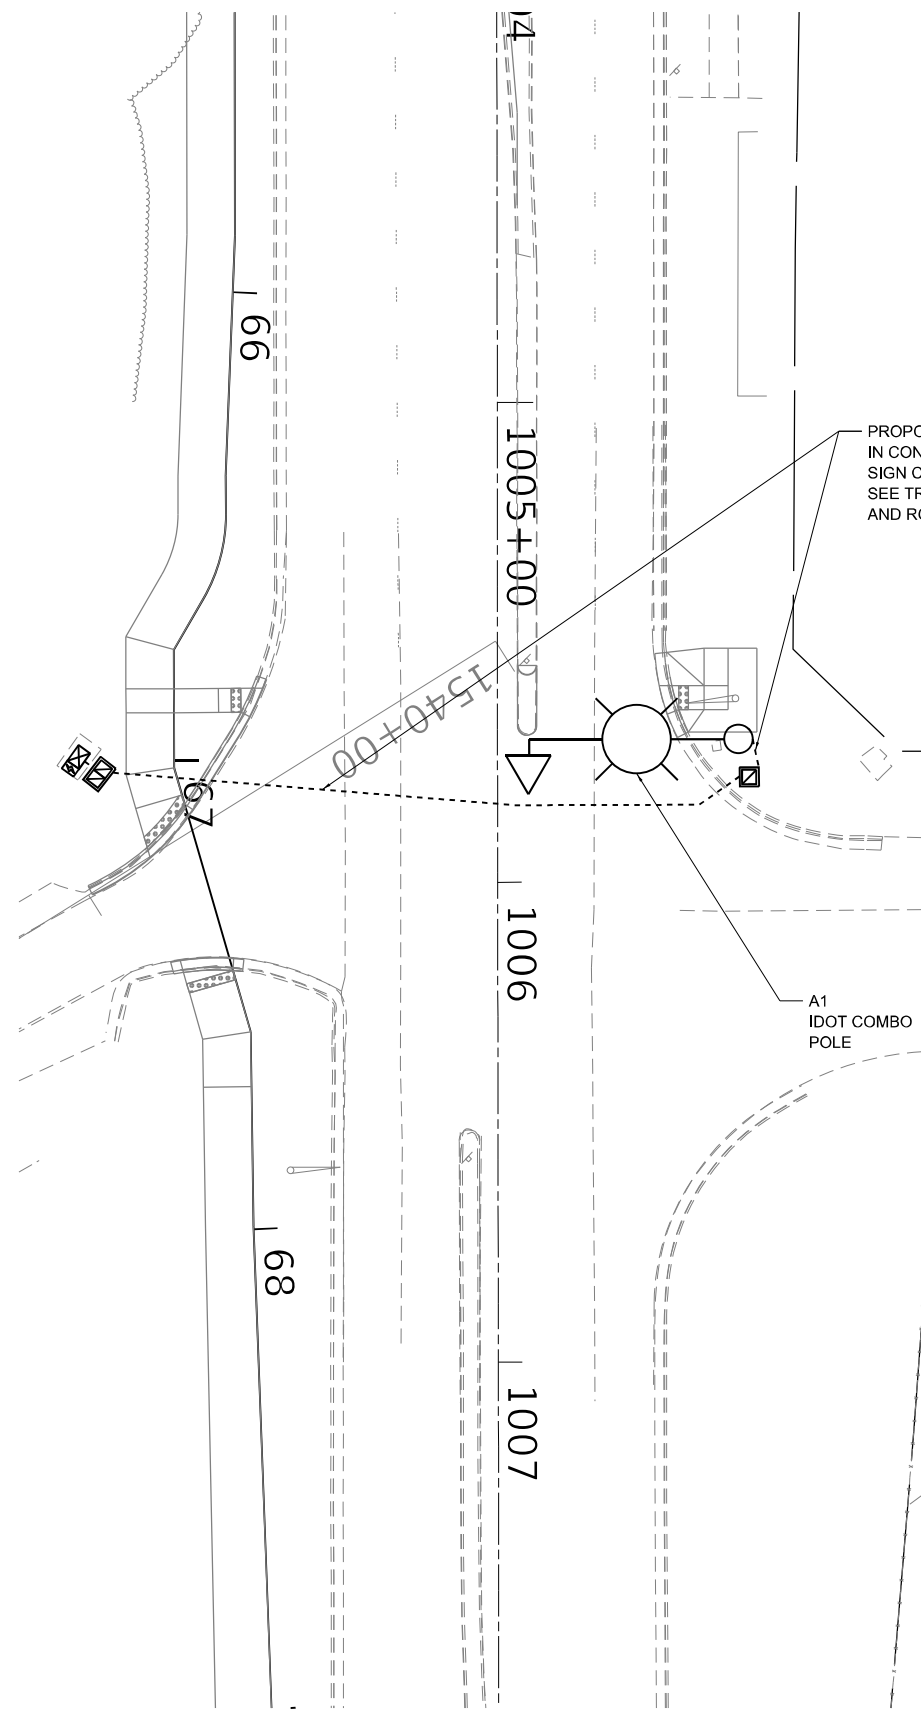 66
1005+00
PROPO
IN CON
SIGN C
SEE TR
AND RO
1540+00
67
1006
A1
IDOT COMBO
POLE
68
1007